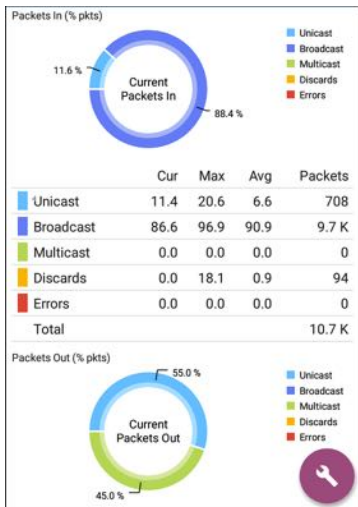 Packets In (% pkts)
Unicast
Broadcast
Multicast
Discards
Errors
11.6 %
Current
Packets In
88.4 %
Cur Max Avg Packets
Unicast 11.4 20.6 6.6 708
Broadcast 86.6 96.9 90.9 9.7 K
Multicast 0.0 0.0 0.0 0
Discards 0.0 18.1 0.9 94
Errors 0.0 0.0 0.0 0
Total 10.7 K
Packets Out (% pkts)
55.0 %
Unicast
Broadcast
Multicast
Discards
Errors
Current
Packets Out
45.0 %